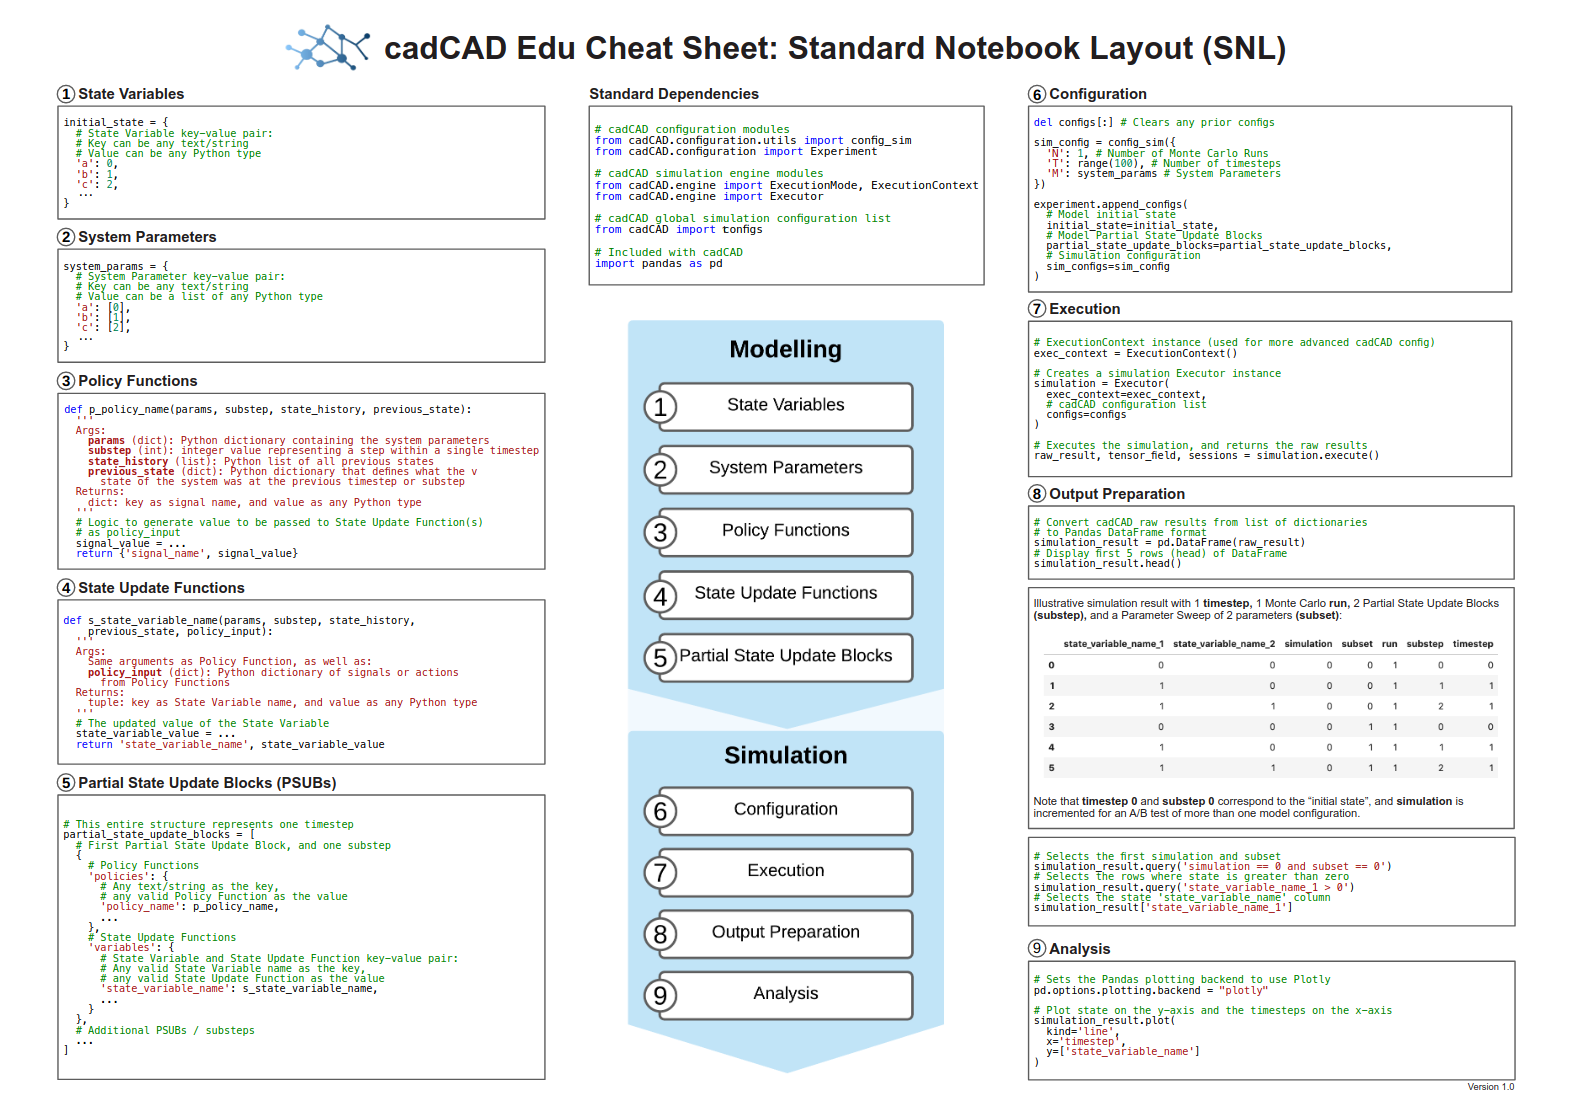 cadCAD Edu Cheat Sheet: Standard Notebook Layout (SNL)
1 State Variables
initial_state = {
# State Variable key-value pair:
# Key can be any text/string
# Value can be any Python type
'a': 0,
'b': 1,
'c': 2,
...
}
2 System Parameters
system_params = {
# System Parameter key-value pair:
# Key can be any text/string
# Value can be a list of any Python type
'a': [0],
'b': [1],
'c': [2],
...
}
3 Policy Functions
def p_policy_name(params, substep, state_history, previous_state):
'''
Args:
params (dict): Python dictionary containing the system parameters
substep (int): integer value representing a step within a single timestep
state_history (list): Python list of all previous states
previous_state (dict): Python dictionary that defines what the v
state of the system was at the previous timestep or substep
Returns:
dict: key as signal name, and value as any Python type
'''
# Logic to generate value to be passed to State Update Function(s)
# as policy_input
signal_value = ...
return {'signal_name', signal_value}
4 State Update Functions
def s_state_variable_name(params, substep, state_history,
previous_state, policy_input):
'''
Args:
Same arguments as Policy Function, as well as:
policy_input (dict): Python dictionary of signals or actions
from Policy Functions
Returns:
tuple: key as State Variable name, and value as any Python type
'''
# The updated value of the State Variable
state_variable_value = ...
return 'state_variable_name', state_variable_value
5 Partial State Update Blocks (PSUBs)
# This entire structure represents one timestep
partial_state_update_blocks = [
# First Partial State Update Block, and one substep
{
# Policy Functions
'policies': {
# Any text/string as the key,
# any valid Policy Function as the value
'policy_name': p_policy_name,
...
},
# State Update Functions
'variables': {
# State Variable and State Update Function key-value pair:
# Any valid State Variable name as the key,
# any valid State Update Function as the value
'state_variable_name': s_state_variable_name,
...
}
},
# Additional PSUBs / substeps
...
]
Standard Dependencies
# cadCAD configuration modules
from cadCAD.configuration.utils import config_sim
from cadCAD.configuration import Experiment
# cadCAD simulation engine modules
from cadCAD.engine import ExecutionMode, ExecutionContext
from cadCAD.engine import Executor
# cadCAD global simulation configuration list
from cadCAD import configs
# Included with cadCAD
import pandas as pd
Modelling
1 State Variables
2 System Parameters
3 Policy Functions
4 State Update Functions
5 Partial State Update Blocks
Simulation
6 Configuration
7 Execution
8 Output Preparation
9 Analysis
6 Configuration
del configs[:] # Clears any prior configs
sim_config = config_sim({
'N': 1, # Number of Monte Carlo Runs
'T': range(100), # Number of timesteps
'M': system_params # System Parameters
})
experiment.append_configs(
# Model initial state
initial_state=initial_state,
# Model Partial State Update Blocks
partial_state_update_blocks=partial_state_update_blocks,
# Simulation configuration
sim_configs=sim_config
)
7 Execution
# ExecutionContext instance (used for more advanced cadCAD config)
exec_context = ExecutionContext()
# Creates a simulation Executor instance
simulation = Executor(
exec_context=exec_context,
# cadCAD configuration list
configs=configs
)
# Executes the simulation, and returns the raw results
raw_result, tensor_field, sessions = simulation.execute()
8 Output Preparation
# Convert cadCAD raw results from list of dictionaries
# to Pandas DataFrame format
simulation_result = pd.DataFrame(raw_result)
# Display first 5 rows (head) of DataFrame
simulation_result.head()
Illustrative simulation result with 1 timestep, 1 Monte Carlo run, 2 Partial State Update Blocks
(substep), and a Parameter Sweep of 2 parameters (subset):
state_variable_name_1 state_variable_name_2 simulation subset run substep timestep
0 0 0 0 0 1 0 0
1 1 0 0 0 1 1 1
2 1 1 0 0 1 2 1
3 0 0 0 1 1 0 0
4 1 0 0 1 1 1 1
5 1 1 0 1 1 2 1
Note that timestep 0 and substep 0 correspond to the “initial state”, and simulation is
incremented for an A/B test of more than one model configuration.
# Selects the first simulation and subset
simulation_result.query('simulation == 0 and subset == 0')
# Selects the rows where state is greater than zero
simulation_result.query('state_variable_name_1 > 0')
# Selects the state 'state_variable_name' column
simulation_result['state_variable_name_1']
9 Analysis
# Sets the Pandas plotting backend to use Plotly
pd.options.plotting.backend = "plotly"
# Plot state on the y-axis and the timesteps on the x-axis
simulation_result.plot(
kind='line',
x='timestep',
y=['state_variable_name']
)
Version 1.0